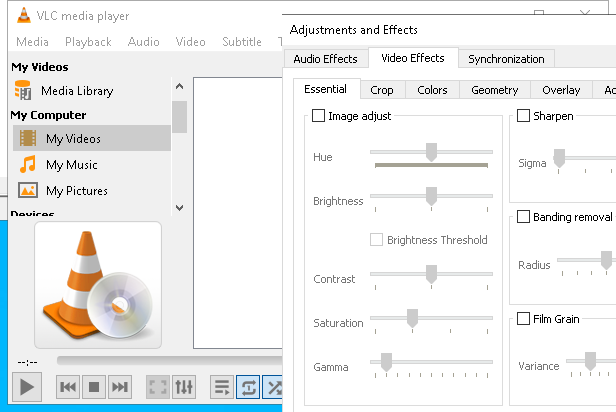 VLC media player
Media Playback Audio Video Subtitle
My Videos
Media Library
My Computer
My Videos
My Music
My Pictures
Devices
--:--
Adjustments and Effects
Audio Effects Video Effects Synchronization
Essential Crop Colors Geometry Overlay
Image adjust
Hue
Brightness
Brightness Threshold
Contrast
Saturation
Gamma
Sharpen
Sigma
Banding removal
Radius
Film Grain
Variance